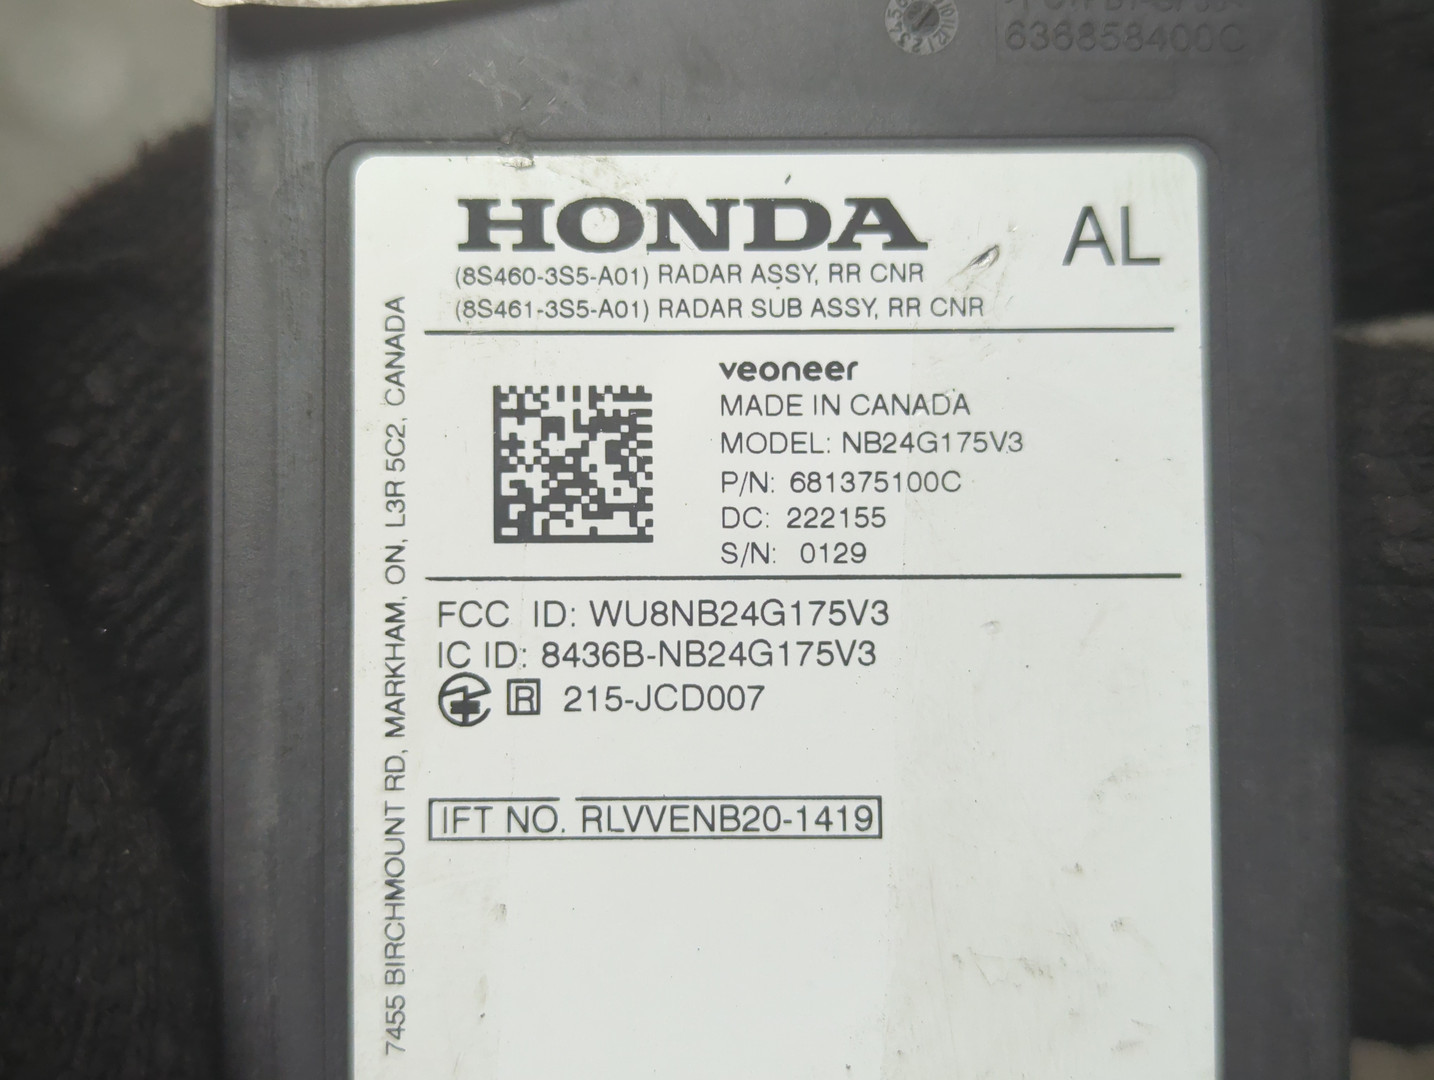 636858400C
HONDA
AL
(8S460-3S5-A01) RADAR ASSY, RR CNR
(8S461-3S5-A01) RADAR SUB ASSY, RR CNR
veoneer
MADE IN CANADA
MODEL: NB24G175V3
P/N: 681375100C
DC: 222155
S/N: 0129
FCC ID: WU8NB24G175V3
IC ID: 8436B-NB24G175V3
R 215-JCD007
IFT NO. RLVVENB20-1419
7455 BIRCHMOUNT RD, MARKHAM, ON, L3R 5C2, CANADA